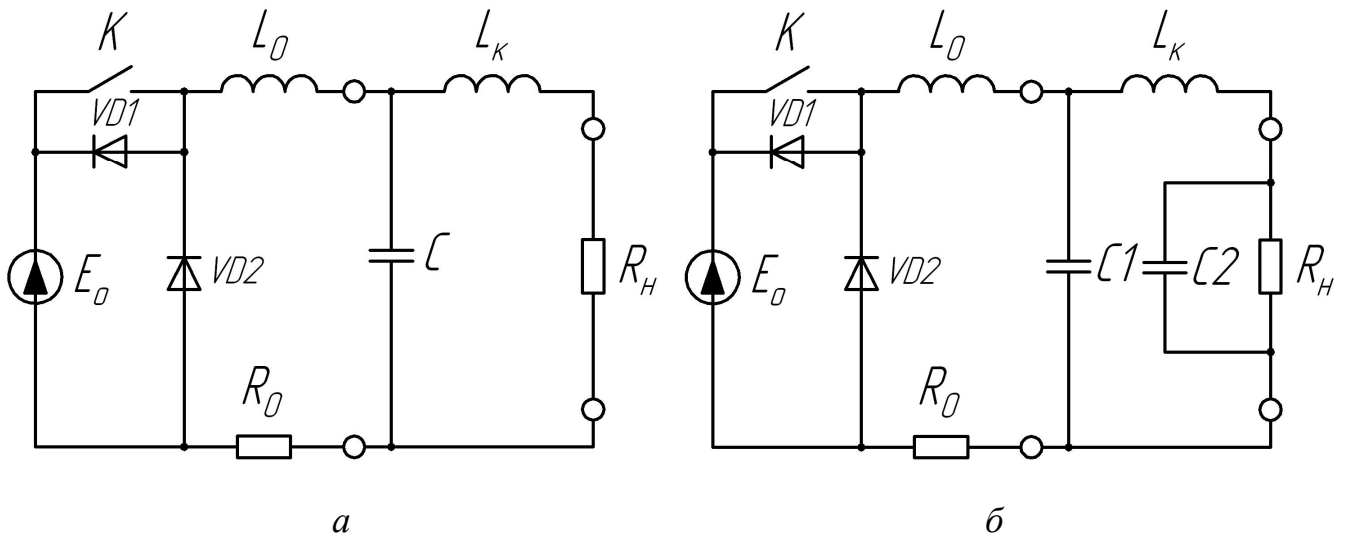 K L₀ Lк K L₀ Lк
VD1 VD1
E₀ VD2 C Rн E₀ VD2 C1 C2 Rн
R₀ R₀
а б